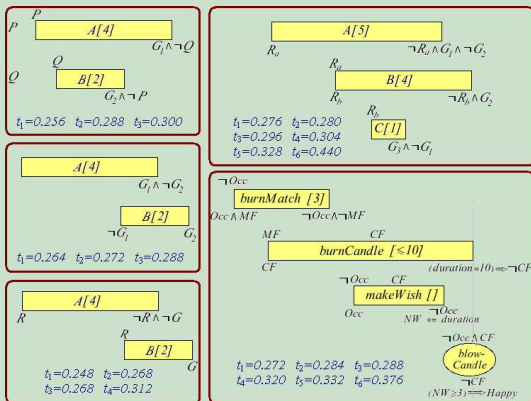 P
P
A[4]
G₁∧¬Q
Q
Q
B[2]
G₂∧¬P
t₁=0.256 t₂=0.288 t₃=0.300
A[4]
G₁∧¬G₂
B[2]
¬G₁
G₂
t₁=0.264 t₂=0.272 t₃=0.288
A[4]
R
¬R∧¬G
R
B[2]
G
t₁=0.248 t₂=0.268
t₃=0.268 t₄=0.312
A[5]
Rₐ
¬Rₐ∧G₁∧¬G₂
Rₐ
B[4]
R_b
¬R_b∧G₂
R_b
C[1]
G₃∧¬G₁
t₁=0.276 t₂=0.280
t₃=0.296 t₄=0.304
t₅=0.328 t₆=0.440
¬Occ
burnMatch [3]
Occ∧MF
¬Occ∧¬MF
MF
CF
burnCandle [≤10]
CF
(duration=10)⟹¬CF
¬Occ
CF
makeWish []
Occ
¬Occ
NW += duration
¬Occ∧CF
blow-
Candle
¬CF
(NW≥3)⟹Happy
t₁=0.272 t₂=0.284 t₃=0.288
t₄=0.320 t₅=0.332 t₆=0.376